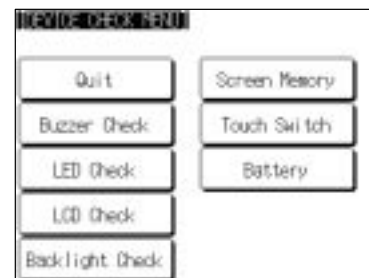 DEVICE CHECK MENU
Quit
Screen Memory
Buzzer Check
Touch Switch
LED Check
Battery
LCD Check
Backlight Check